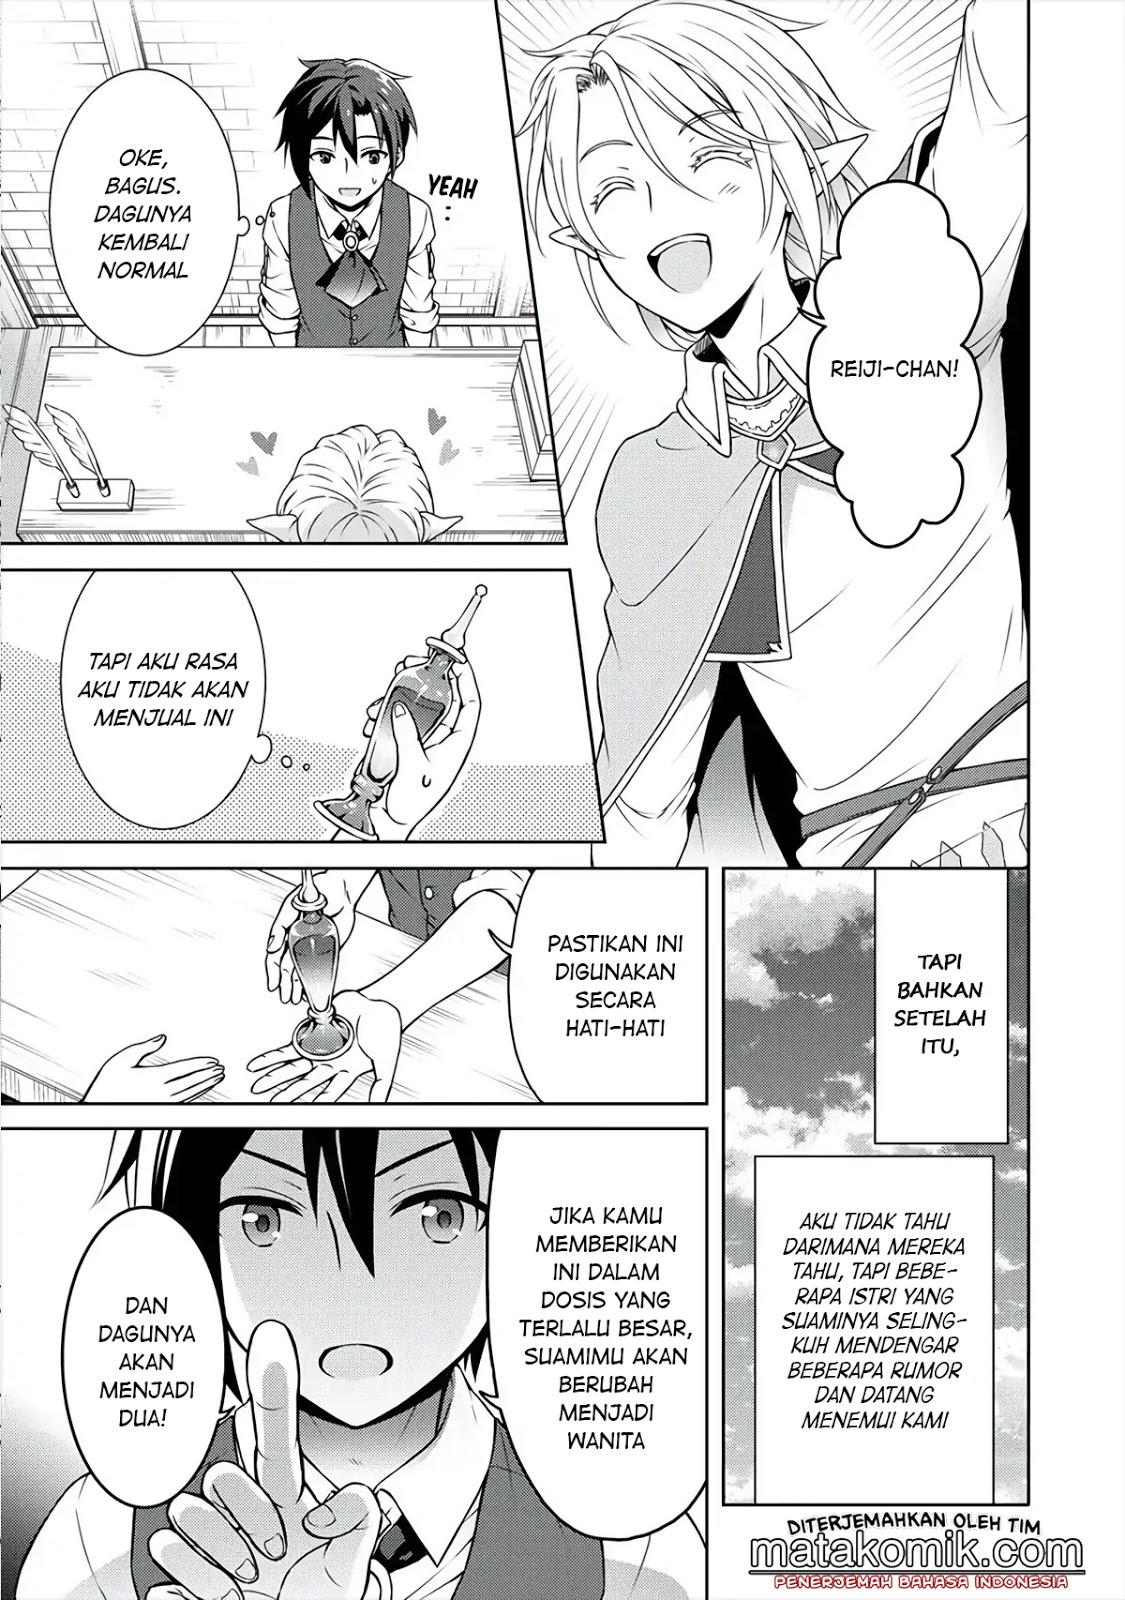 REIJI-CHAN!
OKE,
BAGUS.
DAGUNYA
KEMBALI
NORMAL
YEAH
TAPI AKU RASA
AKU TIDAK AKAN
MENJUAL INI
TAPI
BAHKAN
SETELAH
ITU,
AKU TIDAK TAHU
DARIMANA MEREKA
TAHU, TAPI BEBE-
RAPA ISTRI YANG
SUAMINYA SELING-
KUH MENDENGAR
BEBERAPA RUMOR
DAN DATANG
MENEMUI KAMI
PASTIKAN INI
DIGUNAKAN
SECARA
HATI-HATI
JIKA KAMU
MEMBERIKAN
INI DALAM
DOSIS YANG
TERLALU BESAR,
SUAMIMU AKAN
BERUBAH
MENJADI
WANITA
DAN
DAGUNYA
AKAN
MENJADI
DUA!
DITERJEMAHKAN OLEH TIM
matakomik.com
PENERJEMAH BAHASA INDONESIA